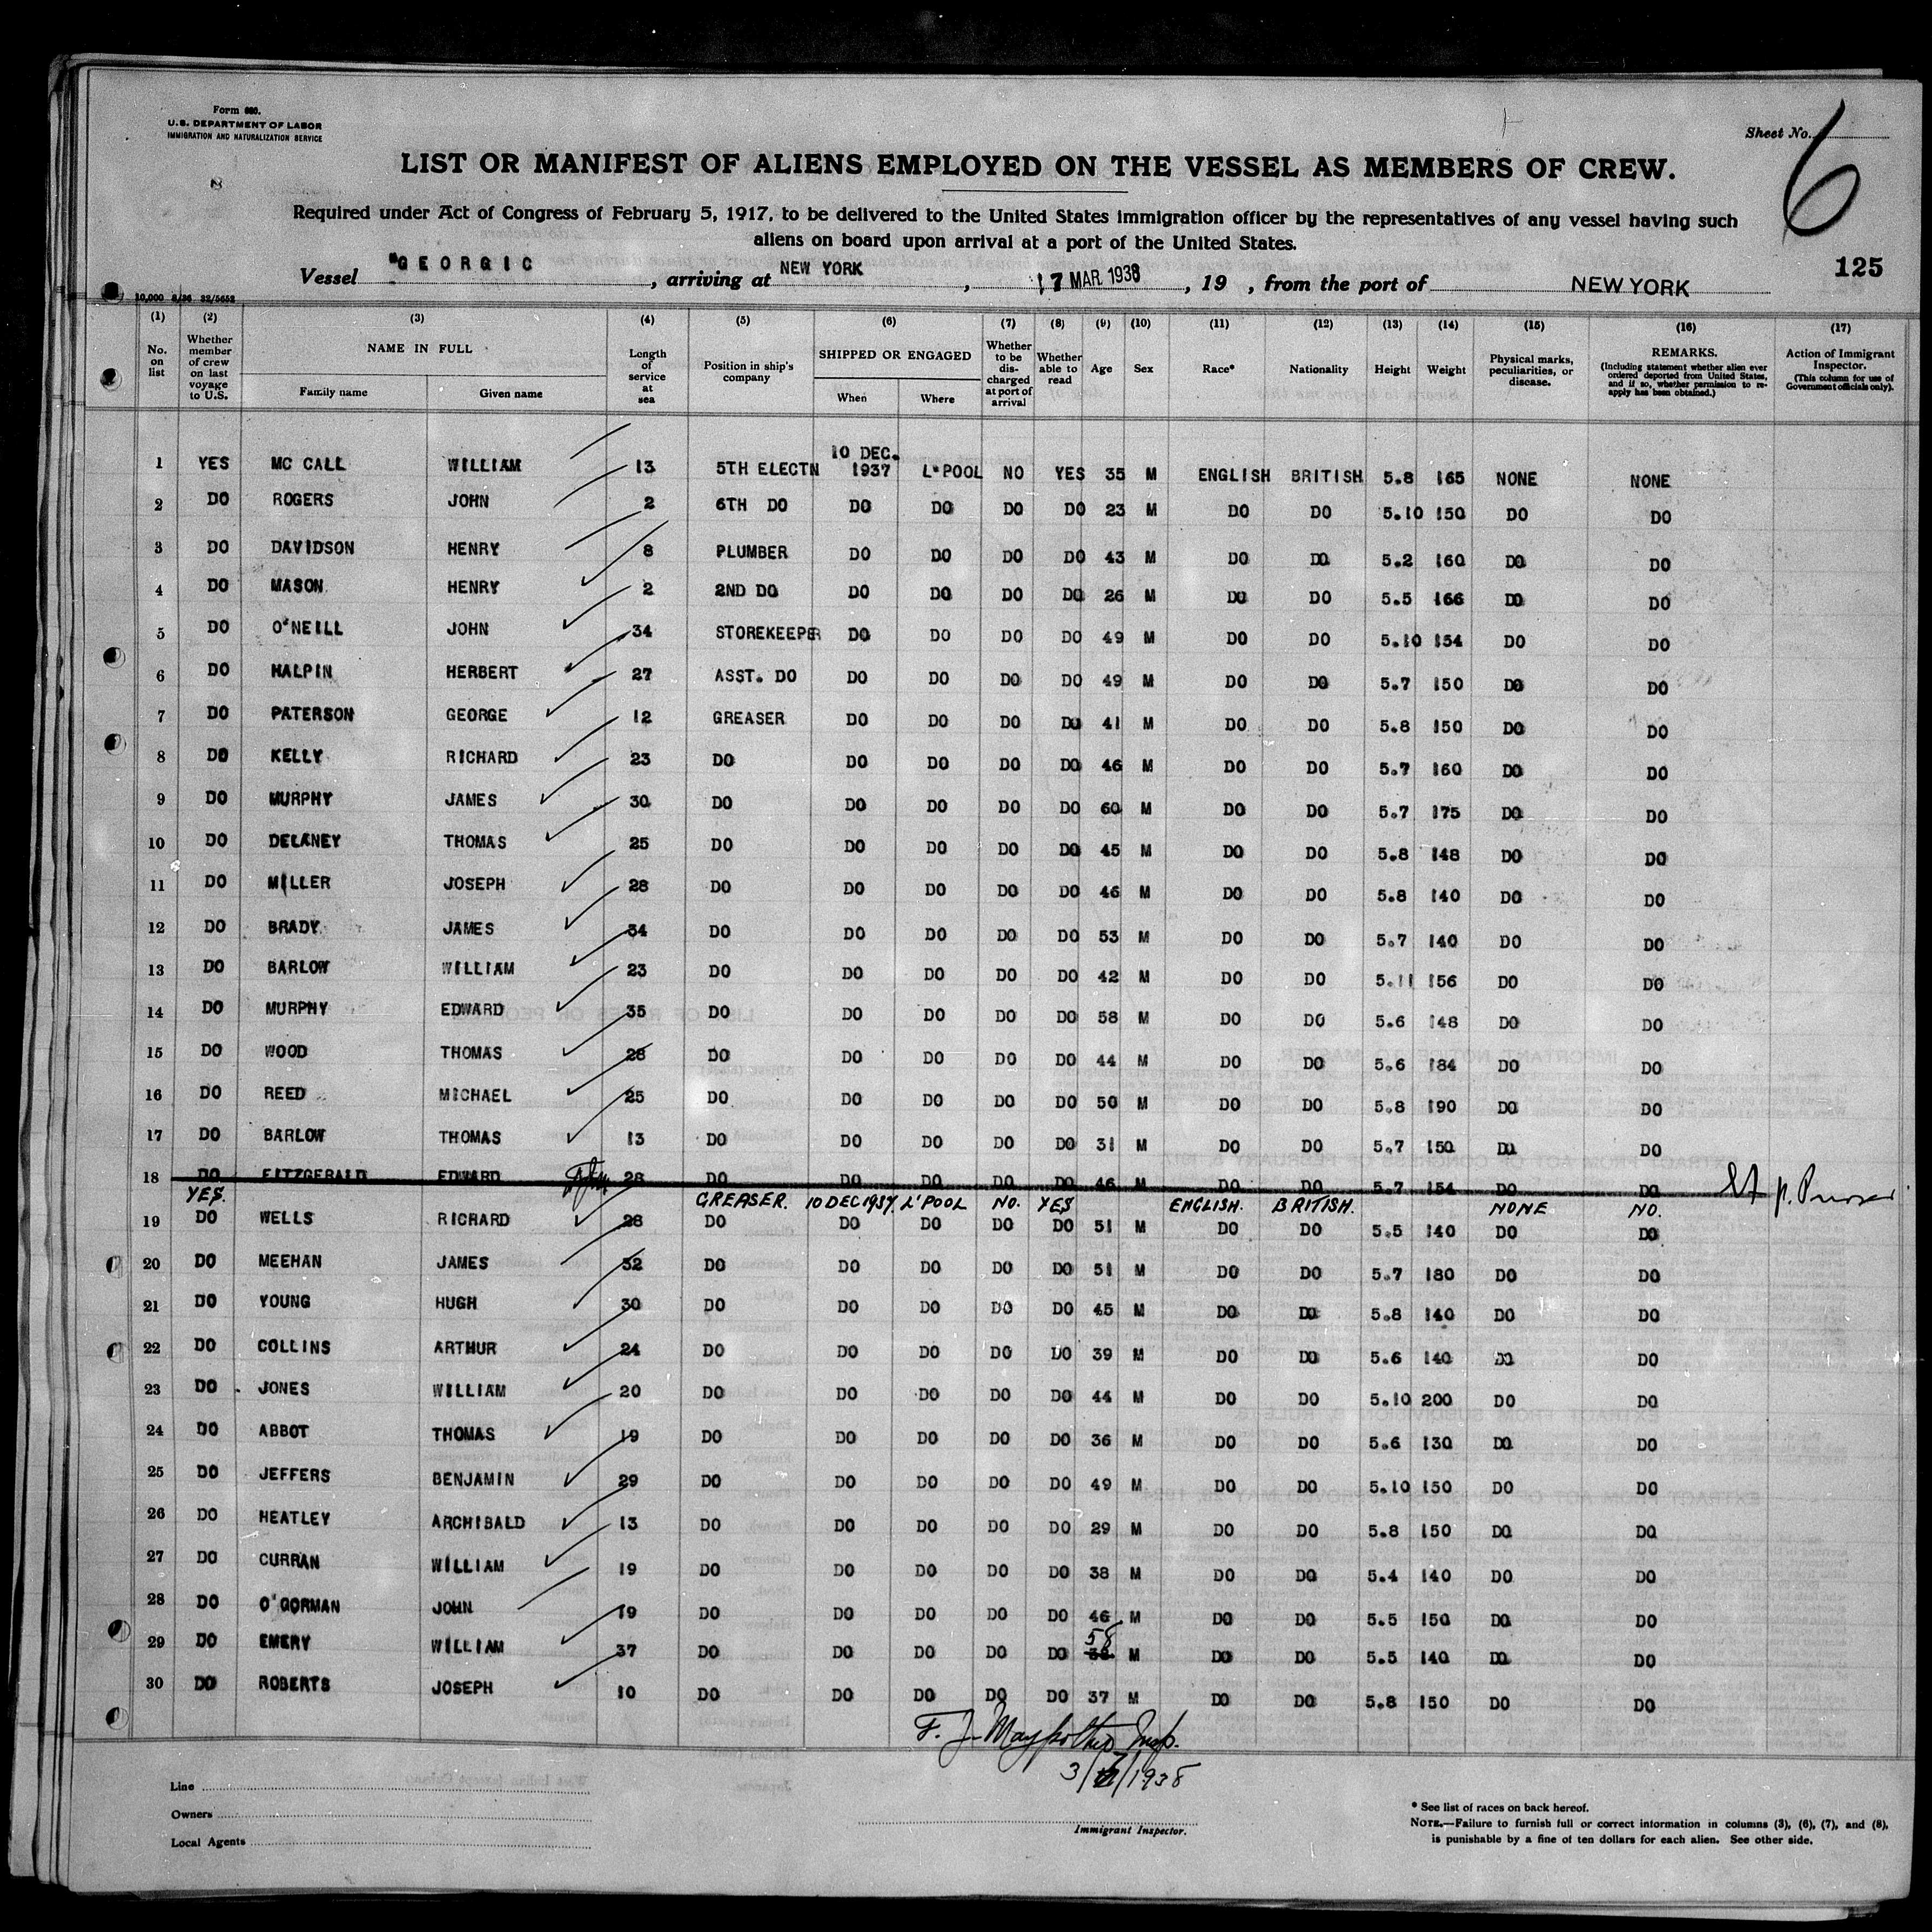 Form 680.
U.S. DEPARTMENT OF LABOR
IMMIGRATION AND NATURALIZATION SERVICE
Sheet No. 6
LIST OR MANIFEST OF ALIENS EMPLOYED ON THE VESSEL AS MEMBERS OF CREW.
Required under Act of Congress of February 5, 1917, to be delivered to the United States immigration officer by the representatives of any vessel having such
aliens on board upon arrival at a port of the United States.
125
Vessel "GEORGIC, arriving at NEW YORK, 17 MAR 1938, 19 , from the port of NEW YORK
10,000 8/36 22/5652
(1) (2) (3) (4) (5) (6) (7) (8) (9) (10) (11) (12) (13) (14) (15) (16) (17)
No. on list Whether member of crew on last voyage to U.S. NAME IN FULL Family name Given name Length of service at sea Position in ship's company SHIPPED OR ENGAGED When Where Whether to be discharged at port of arrival Whether able to read Age Sex Race* Nationality Height Weight Physical marks, peculiarities, or disease. REMARKS. (Including statement whether alien ever ordered deported from United States, and if so, whether permission to reapply has been obtained.) Action of Immigrant Inspector. (This column for use of Government officials only).
1 YES MC CALL WILLIAM 13 5TH ELECTN 10 DEC. 1937 L'POOL NO YES 35 M ENGLISH BRITISH 5.8 165 NONE NONE
2 DO ROGERS JOHN 2 6TH DO DO DO DO DO 23 M DO DO 5.10 150 DO DO
3 DO DAVIDSON HENRY 8 PLUMBER DO DO DO DO 43 M DO DO 5.2 160 DO DO
4 DO MASON HENRY 2 2ND DO DO DO DO DO 26 M DO DO 5.5 166 DO DO
5 DO O'NEILL JOHN 34 STOREKEEPER DO DO DO DO 49 M DO DO 5.10 154 DO DO
6 DO HALPIN HERBERT 27 ASST. DO DO DO DO DO 49 M DO DO 5.7 150 DO DO
7 DO PATERSON GEORGE 12 GREASER DO DO DO DO 41 M DO DO 5.8 150 DO DO
8 DO KELLY RICHARD 23 DO DO DO DO DO 46 M DO DO 5.7 160 DO DO
9 DO MURPHY JAMES 30 DO DO DO DO DO 60 M DO DO 5.7 175 DO DO
10 DO DELANEY THOMAS 25 DO DO DO DO DO 45 M DO DO 5.8 148 DO DO
11 DO MILLER JOSEPH 28 DO DO DO DO DO 46 M DO DO 5.8 140 DO DO
12 DO BRADY JAMES 34 DO DO DO DO DO 53 M DO DO 5.7 140 DO DO
13 DO BARLOW WILLIAM 23 DO DO DO DO DO 42 M DO DO 5.11 156 DO DO
14 DO MURPHY EDWARD 35 DO DO DO DO DO 58 M DO DO 5.6 148 DO DO
15 DO WOOD THOMAS 28 DO DO DO DO DO 44 M DO DO 5.6 184 DO DO
16 DO REED MICHAEL 25 DO DO DO DO DO 50 M DO DO 5.8 190 DO DO
17 DO BARLOW THOMAS 13 DO DO DO DO DO 31 M DO DO 5.7 150 DO DO
18 DO FITZGERALD EDWARD 28 DO DO DO DO DO 46 M DO DO 5.7 154 DO DO
YES. GREASER. 10 DEC 1937. L'POOL NO. YES ENGLISH. BRITISH. NONE NO.
19 DO WELLS RICHARD 28 DO DO DO DO DO 51 M DO DO 5.5 140 DO DO
20 DO MEEHAN JAMES 32 DO DO DO DO DO 51 M DO DO 5.7 180 DO DO
21 DO YOUNG HUGH 30 DO DO DO DO DO 45 M DO DO 5.8 140 DO DO
22 DO COLLINS ARTHUR 24 DO DO DO DO DO 39 M DO DO 5.6 140 DO DO
23 DO JONES WILLIAM 20 DO DO DO DO DO 44 M DO DO 5.10 200 DO DO
24 DO ABBOT THOMAS 19 DO DO DO DO DO 36 M DO DO 5.6 130 DO DO
25 DO JEFFERS BENJAMIN 29 DO DO DO DO DO 49 M DO DO 5.10 150 DO DO
26 DO HEATLEY ARCHIBALD 13 DO DO DO DO DO 29 M DO DO 5.8 150 DO DO
27 DO CURRAN WILLIAM 19 DO DO DO DO DO 38 M DO DO 5.4 140 DO DO
28 DO O'GORMAN JOHN 19 DO DO DO DO DO 46 M DO DO 5.5 150 DO DO
29 DO EMERY WILLIAM 37 DO DO DO DO DO 58 M DO DO 5.5 140 DO DO
30 DO ROBERTS JOSEPH 10 DO DO DO DO DO 37 M DO DO 5.8 150 DO DO
F. J. Insp.
1938
Line
Owners
Local Agents
Immigrant Inspector.
* See list of races on back hereof.
NOTE.—Failure to furnish full or correct information in columns (3), (6), (7), and (8),
is punishable by a fine of ten dollars for each alien. See other side.